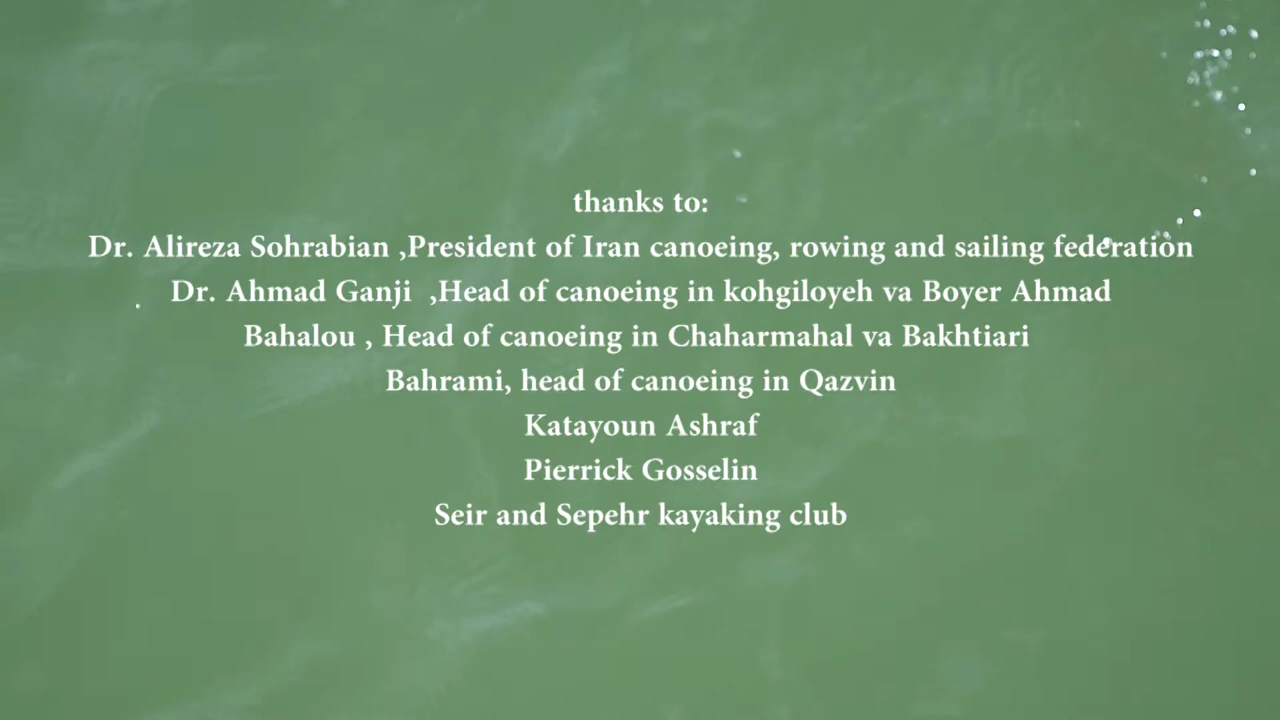 thanks to:
Dr. Alireza Sohrabian ,President of Iran canoeing, rowing and sailing federation
Dr. Ahmad Ganji  ,Head of canoeing in kohgiloyeh va Boyer Ahmad
Bahalou , Head of canoeing in Chaharmahal va Bakhtiari
Bahrami, head of canoeing in Qazvin
Katayoun Ashraf
Pierrick Gosselin
Seir and Sepehr kayaking club